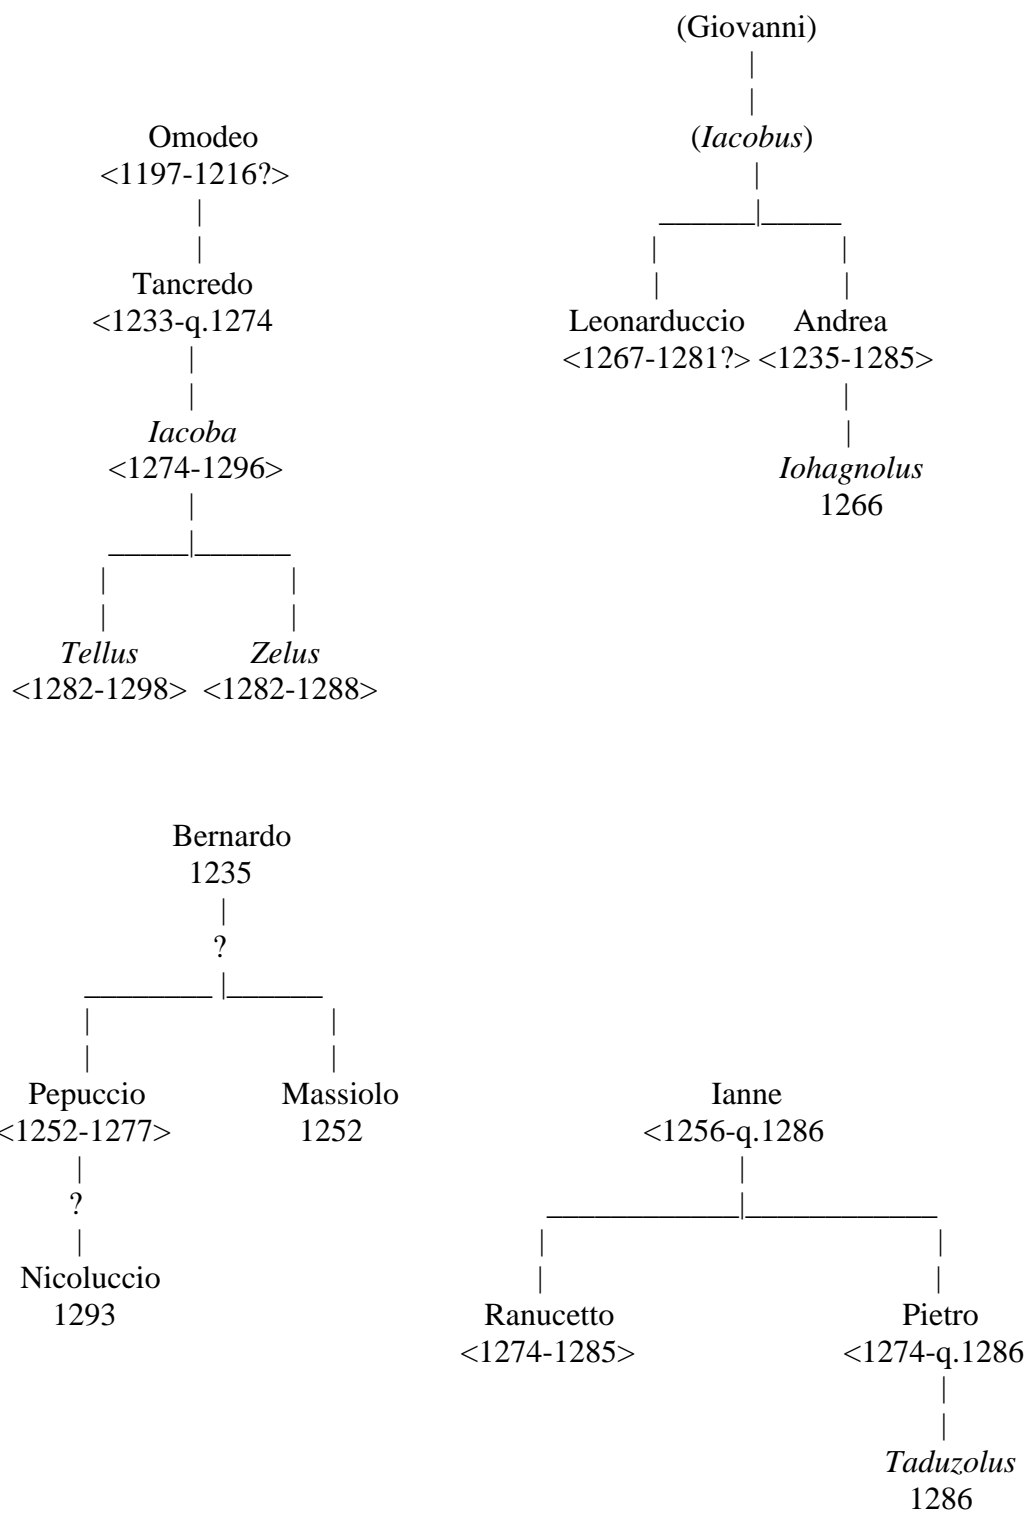 (Giovanni)
(Iacobus)
Omodeo
<1197-1216?>
Tancredo
<1233-q.1274
Iacoba
<1274-1296>
Tellus Zelus
<1282-1298> <1282-1288>
Leonarduccio Andrea
<1267-1281?> <1235-1285>
Iohagnolus
1266
Bernardo
1235
?
Pepuccio Massiolo
<1252-1277> 1252
?
Nicoluccio
1293
Ianne
<1256-q.1286
Ranucetto Pietro
<1274-1285> <1274-q.1286
Taduzolus
1286